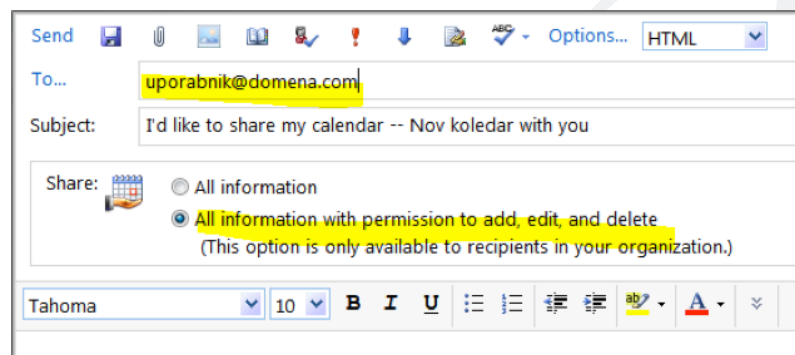 Send ABC Options... HTML
To... uporabnik@domena.com
Subject: I'd like to share my calendar -- Nov koledar with you
Share: All information
All information with permission to add, edit, and delete
(This option is only available to recipients in your organization.)
Tahoma 10 B I U ab A